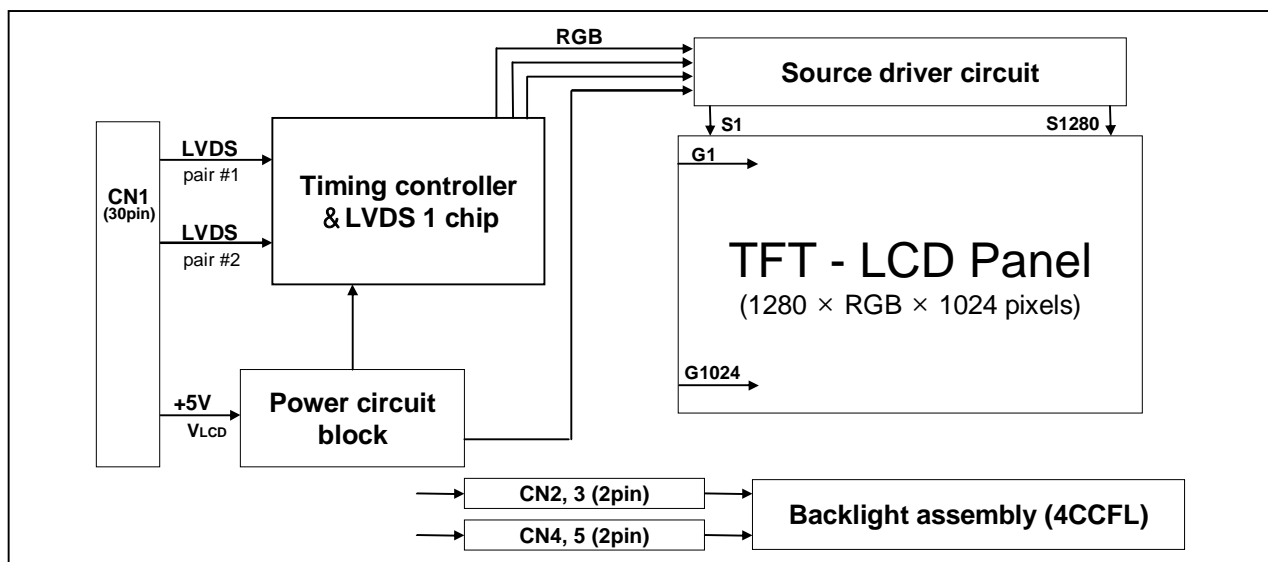 RGB
Source driver circuit
S1
S1280
CN1
(30pin)
LVDS
pair #1
LVDS
pair #2
Timing controller
& LVDS 1 chip
G1
TFT - LCD Panel
(1280 × RGB × 1024 pixels)
G1024
+5V
VLCD
Power circuit
block
CN2, 3 (2pin)
CN4, 5 (2pin)
Backlight assembly (4CCFL)